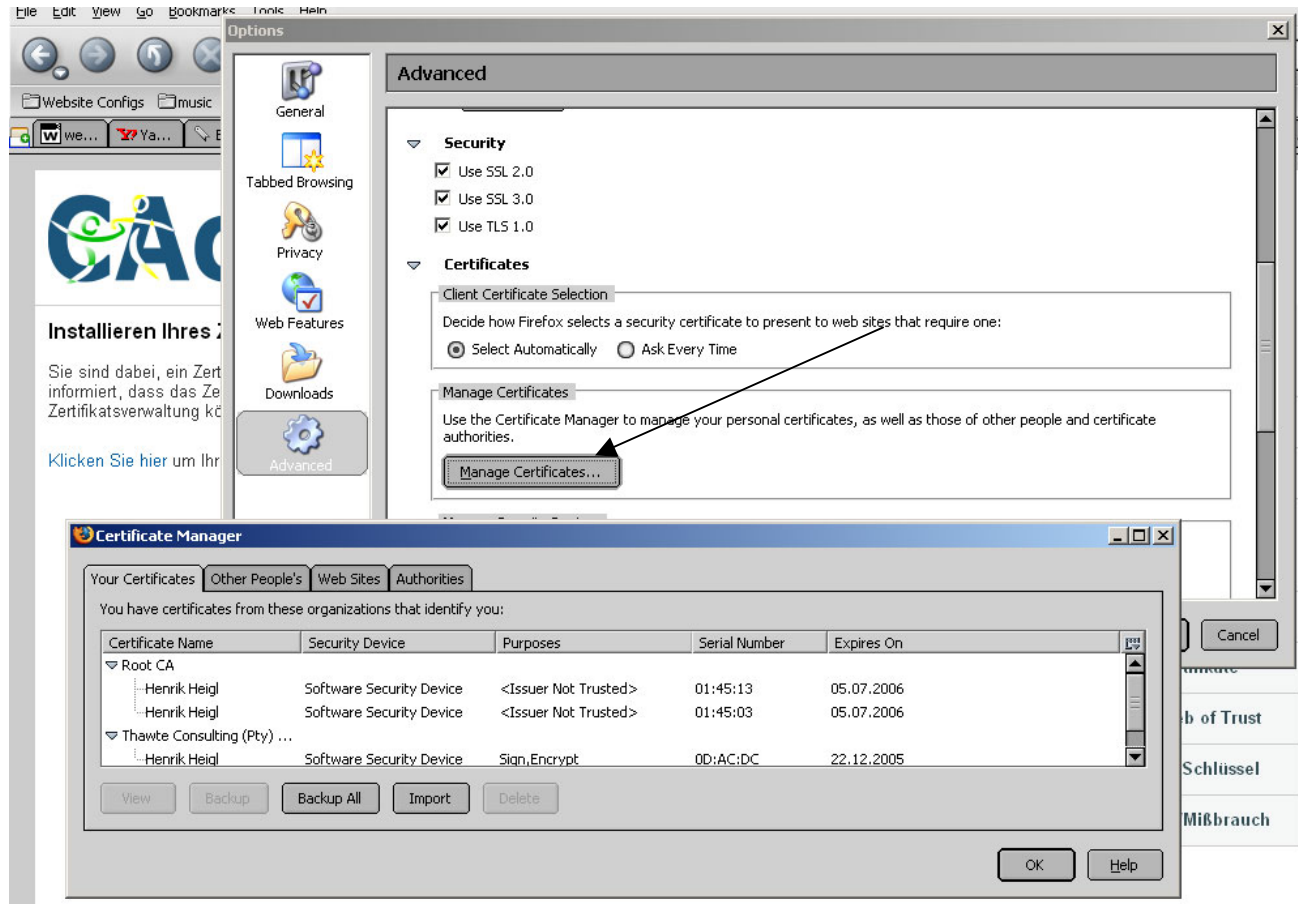 File Edit View Go Bookmarks Tools Help
Website Configs music
we... Ya...
CAc
Installieren Ihres
Sie sind dabei, ein Zert
informiert, dass das Ze
Zertifikatsverwaltung kö
Klicken Sie hier um Ihr
Options
General
Tabbed Browsing
Privacy
Web Features
Downloads
Advanced
Advanced
Security
Use SSL 2.0
Use SSL 3.0
Use TLS 1.0
Certificates
Client Certificate Selection
Decide how Firefox selects a security certificate to present to web sites that require one:
Select Automatically Ask Every Time
Manage Certificates
Use the Certificate Manager to manage your personal certificates, as well as those of other people and certificate
authorities.
Manage Certificates...
Cancel
Certificate Manager
Your Certificates Other People's Web Sites Authorities
You have certificates from these organizations that identify you:
Certificate Name Security Device Purposes Serial Number Expires On
Root CA
Henrik Heigl Software Security Device <Issuer Not Trusted> 01:45:13 05.07.2006
Henrik Heigl Software Security Device <Issuer Not Trusted> 01:45:03 05.07.2006
Thawte Consulting (Pty) ...
Henrik Heigl Software Security Device Sign,Encrypt 0D:AC:DC 22.12.2005
View Backup Backup All Import Delete
OK Help
b of Trust
Schlüssel
/Mißbrauch